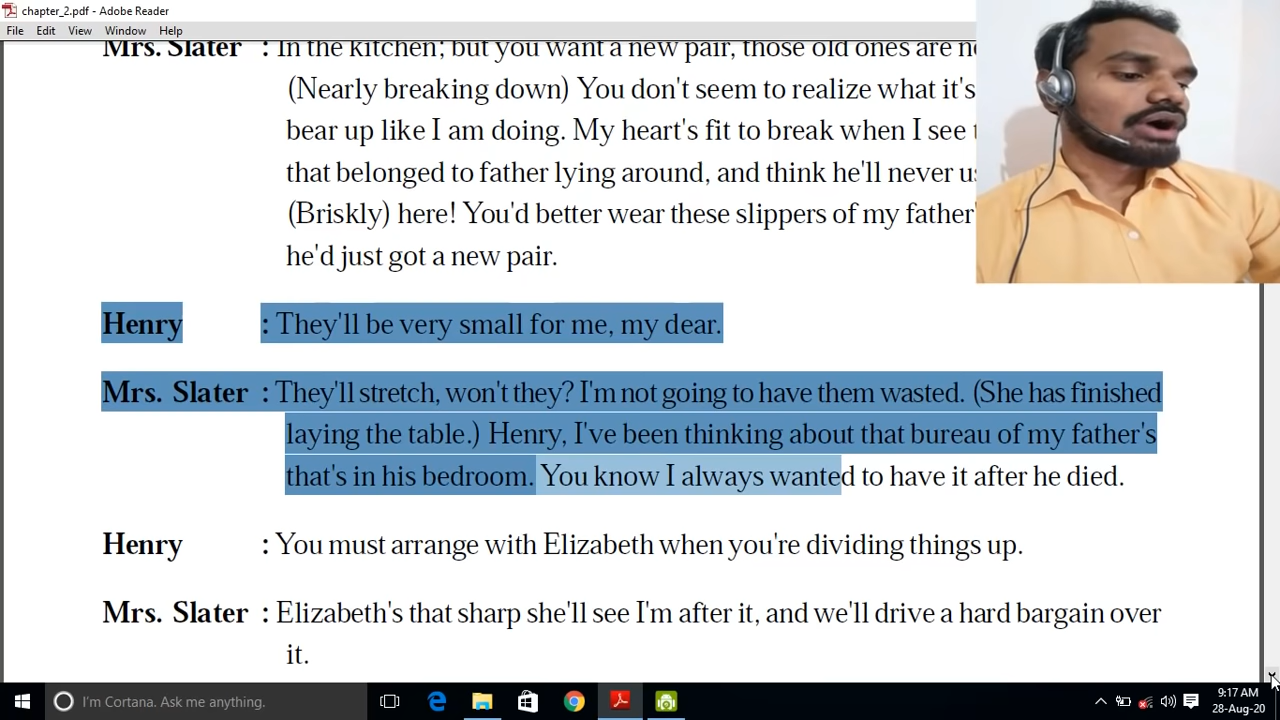 chapter_2.pdf - Adobe Reader
File Edit View Window Help
Mrs. Slater : In the kitchen; but you want a new pair, those old ones are
(Nearly breaking down) You don't seem to realize what it's
bear up like I am doing. My heart's fit to break when I see
that belonged to father lying around, and think he'll never
(Briskly) here! You'd better wear these slippers of my father'
he'd just got a new pair.
Henry : They'll be very small for me, my dear.
Mrs. Slater : They'll stretch, won't they? I'm not going to have them wasted. (She has finished
laying the table.) Henry, I've been thinking about that bureau of my father's
that's in his bedroom. You know I always wanted to have it after he died.
Henry : You must arrange with Elizabeth when you're dividing things up.
Mrs. Slater : Elizabeth's that sharp she'll see I'm after it, and we'll drive a hard bargain over
it.
I'm Cortana. Ask me anything.
9:17 AM
28-Aug-20